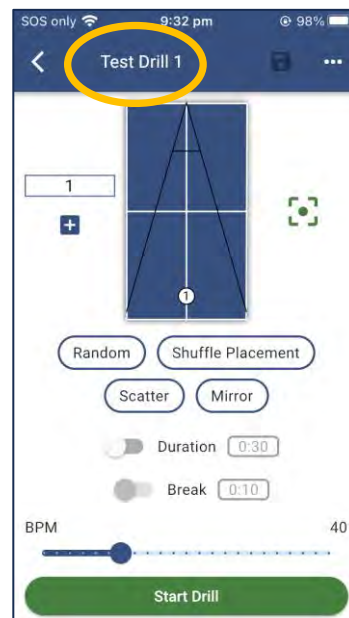 SOS only 9:32 pm 98%
Test Drill 1
1
1
Random Shuffle Placement
Scatter Mirror
Duration 0:30
Break 0:10
BPM 40
Start Drill